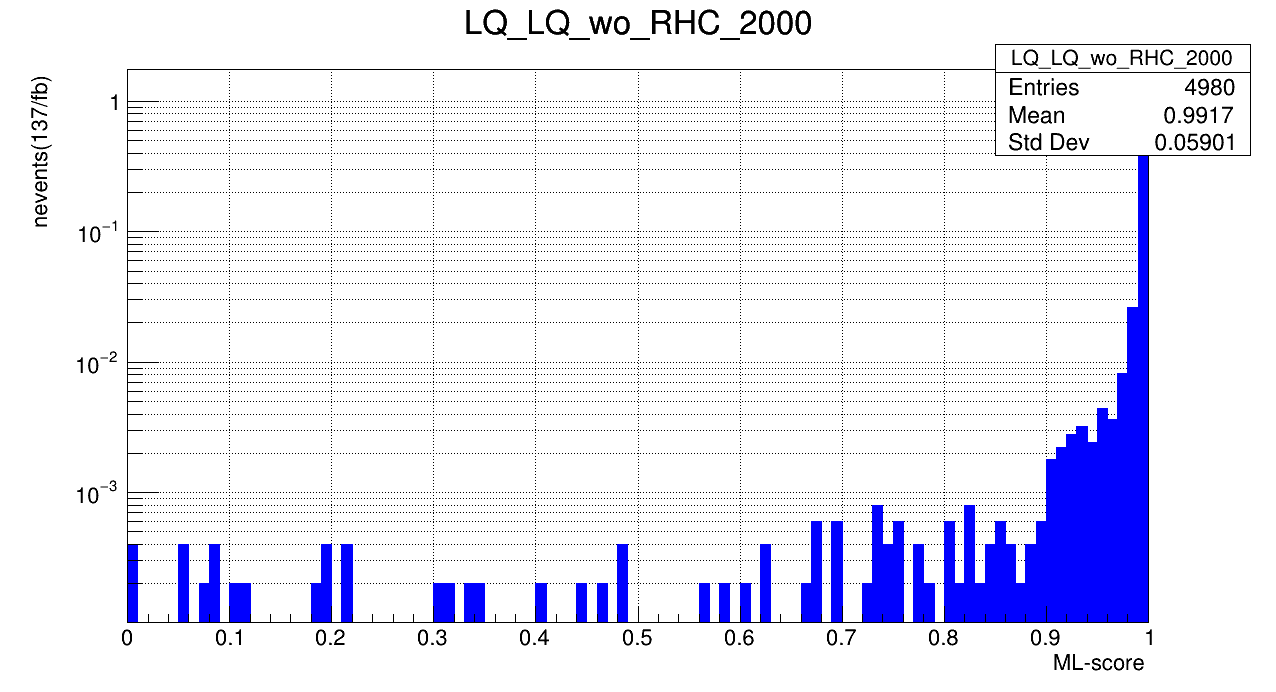 LQ_LQ_wo_RHC_2000
LQ_LQ_wo_RHC_2000
Entries 4980
Mean 0.9917
Std Dev 0.05901
nevents(137/fb)
1
10⁻¹
10⁻²
10⁻³
0 0.1 0.2 0.3 0.4 0.5 0.6 0.7 0.8 0.9 1
ML-score